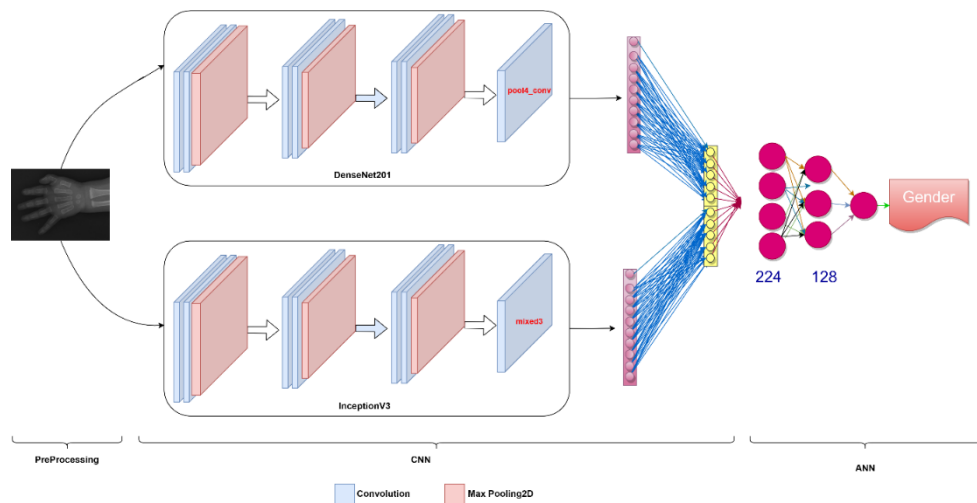 pool4_conv
DenseNet201
Gender
224
128
mixed3
InceptionV3
PreProcessing
CNN
ANN
Convolution
Max Pooling2D